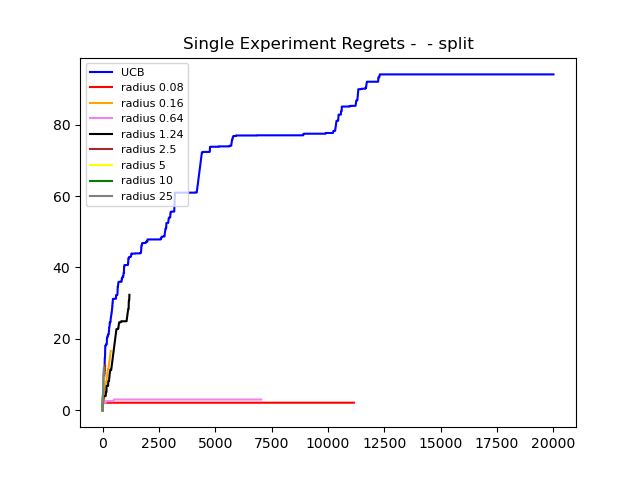 Single Experiment Regrets -  - split
UCB
radius 0.08
radius 0.16
radius 0.64
radius 1.24
radius 2.5
radius 5
radius 10
radius 25
80
60
40
20
0
0 2500 5000 7500 10000 12500 15000 17500 20000